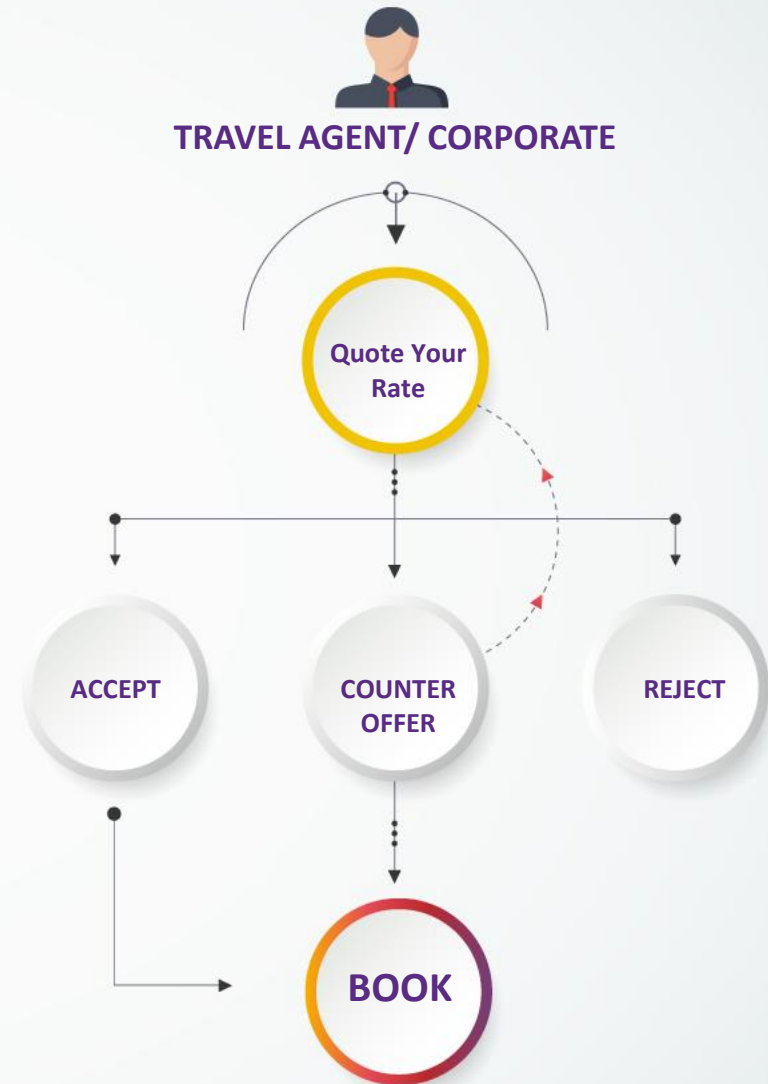 TRAVEL AGENT/ CORPORATE
Quote Your
Rate
ACCEPT
COUNTER
OFFER
REJECT
BOOK